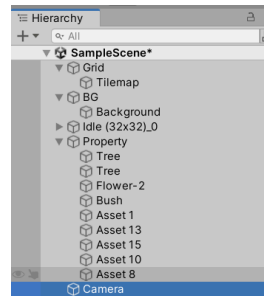 Hierarchy
All
SampleScene*
Grid
Tilemap
BG
Background
Idle (32x32)_0
Property
Tree
Tree
Flower-2
Bush
Asset 1
Asset 13
Asset 15
Asset 10
Asset 8
Camera